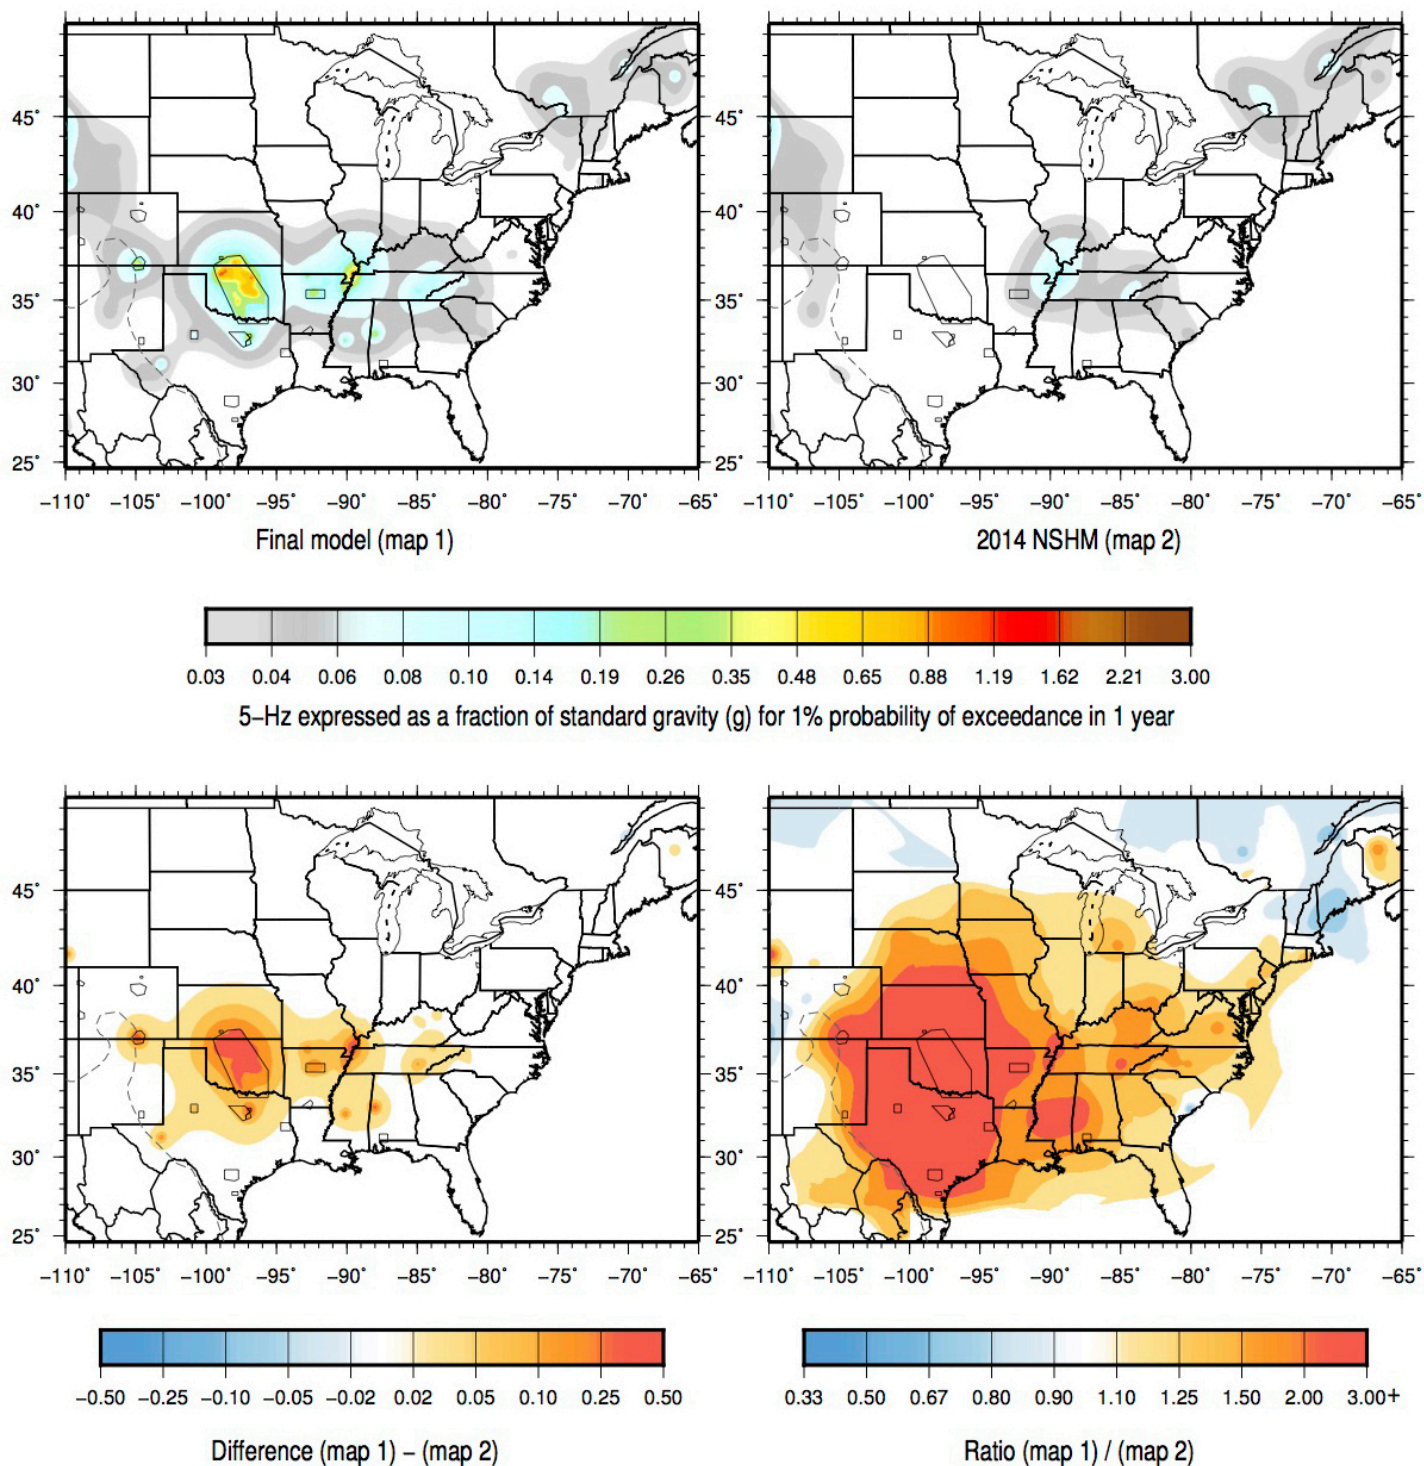 45°
45°
40°
40°
35°
35°
30°
30°
25°
25°
−110° −105° −100° −95° −90° −85° −80° −75° −70° −65°
−110° −105° −100° −95° −90° −85° −80° −75° −70° −65°
Final model (map 1)
2014 NSHM (map 2)
0.03 0.04 0.06 0.08 0.10 0.14 0.19 0.26 0.35 0.48 0.65 0.88 1.19 1.62 2.21 3.00
5−Hz expressed as a fraction of standard gravity (g) for 1% probability of exceedance in 1 year
45°
45°
40°
40°
35°
35°
30°
30°
25°
25°
−110° −105° −100° −95° −90° −85° −80° −75° −70° −65°
−110° −105° −100° −95° −90° −85° −80° −75° −70° −65°
−0.50 −0.25 −0.10 −0.05 −0.02 0.02 0.05 0.10 0.25 0.50
0.33 0.50 0.67 0.80 0.90 1.10 1.25 1.50 2.00 3.00+
Difference (map 1) − (map 2)
Ratio (map 1) / (map 2)